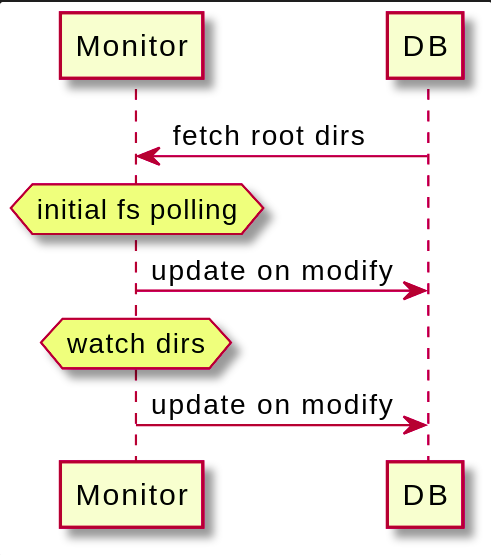 Monitor
DB
fetch root dirs
initial fs polling
update on modify
watch dirs
update on modify
Monitor
DB